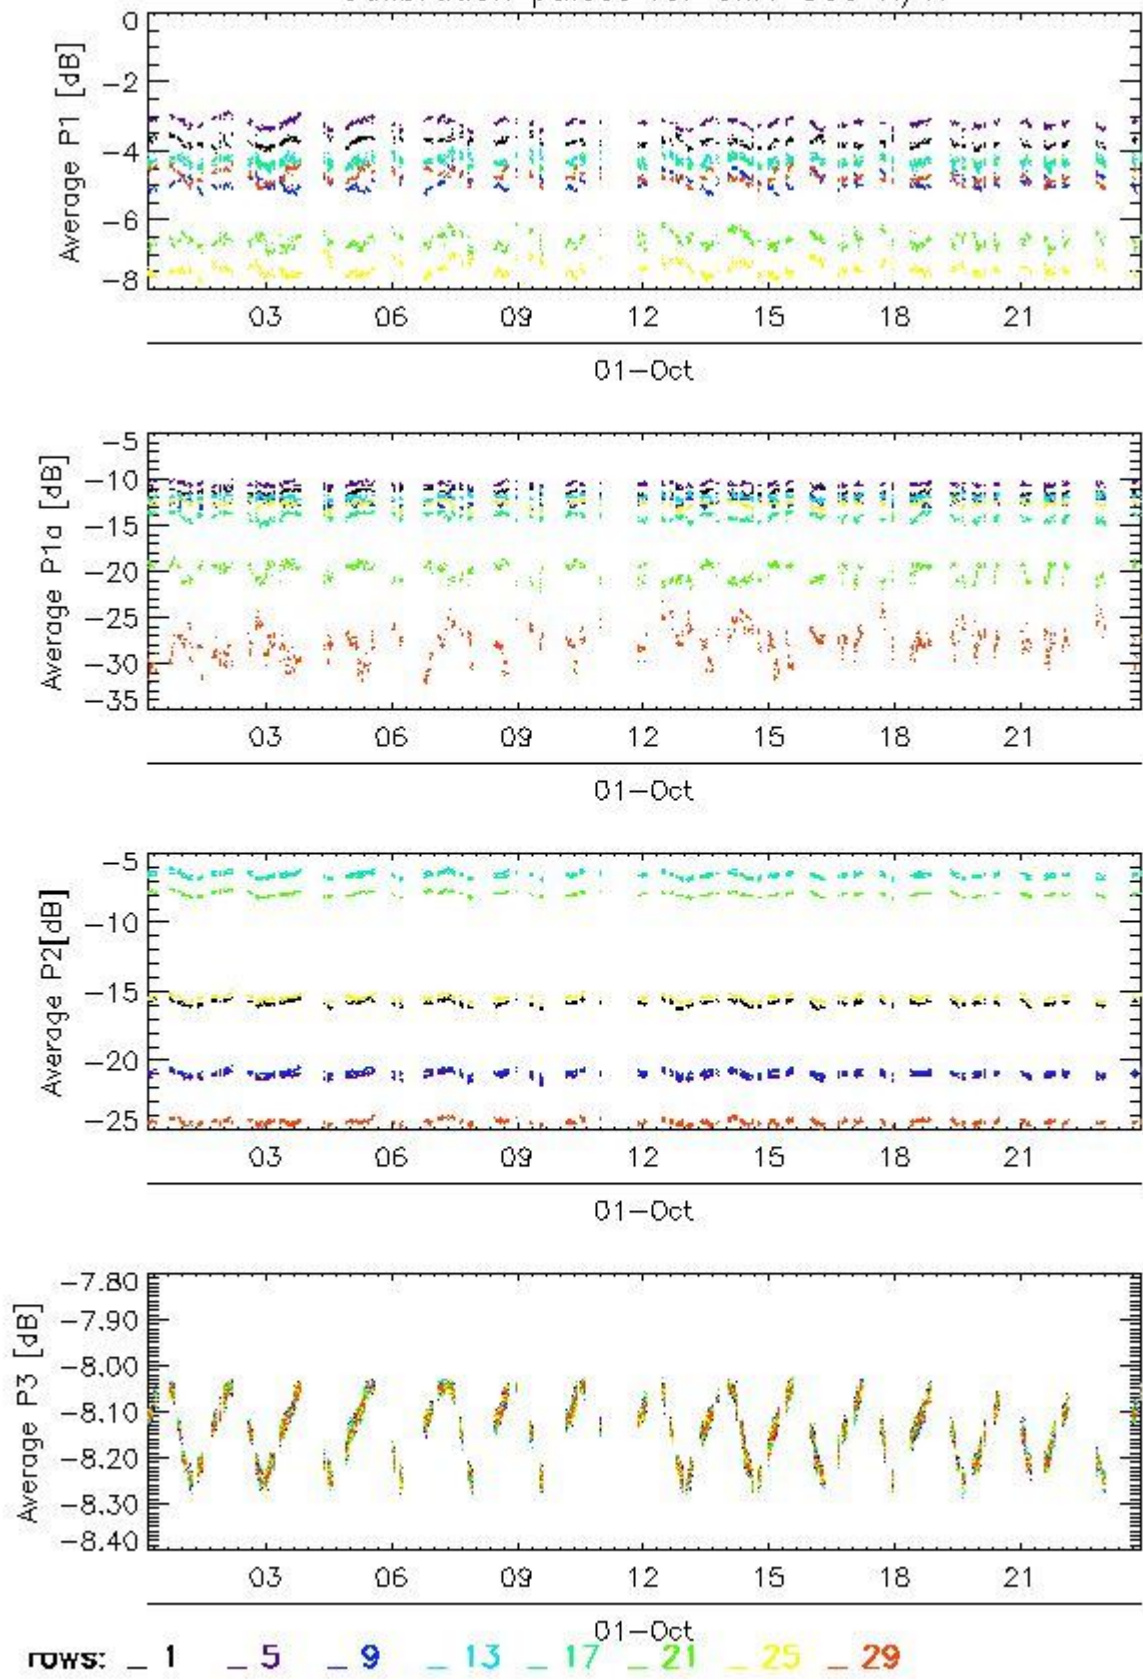 0
-2
-4
-6
-8
Average P1 [dB]
03 06 09 12 15 18 21
01-Oct
-5
-10
-15
-20
-25
-30
-35
Average P1a [dB]
03 06 09 12 15 18 21
01-Oct
-5
-10
-15
-20
-25
Average P2[dB]
03 06 09 12 15 18 21
01-Oct
-7.80
-7.90
-8.00
-8.10
-8.20
-8.30
-8.40
Average P3 [dB]
03 06 09 12 15 18 21
01-Oct
rows: _ 1 _ 5 _ 9 _ 13 _ 17 _ 21 _ 25 _ 29